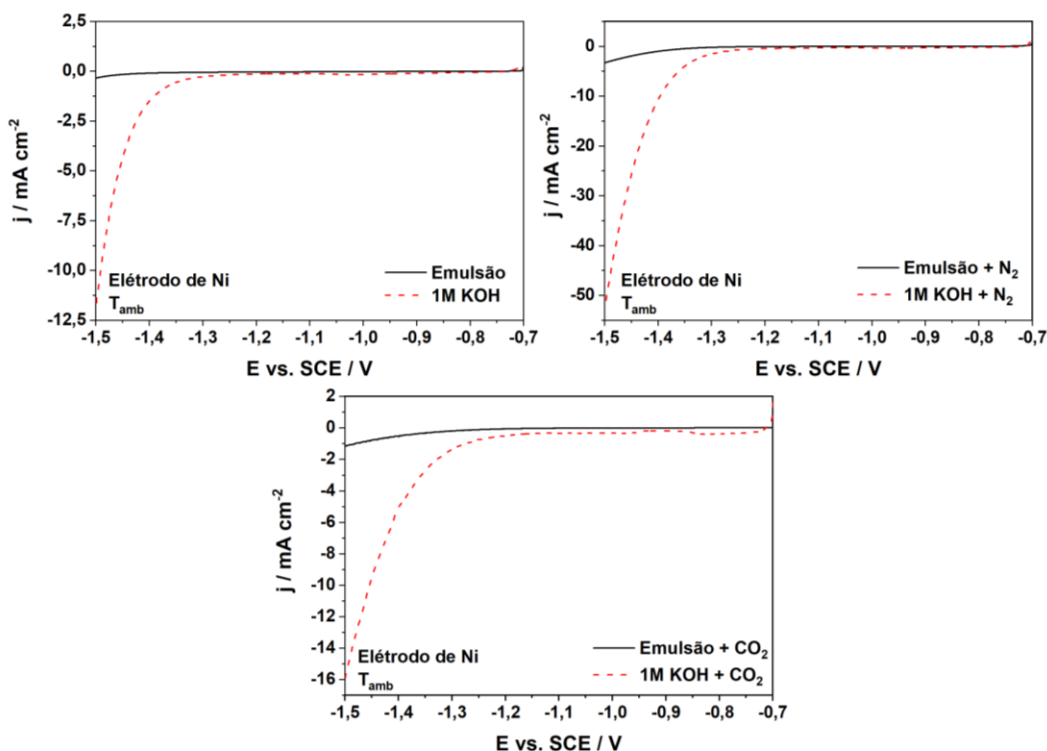 2,5
0,0
-2,5
-5,0
-7,5
-10,0
-12,5
j / mA cm⁻²
Elétrodo de Ni
T_amb
Emulsão
1M KOH
-1,5 -1,4 -1,3 -1,2 -1,1 -1,0 -0,9 -0,8 -0,7
E vs. SCE / V
0
-10
-20
-30
-40
-50
j / mA cm⁻²
Elétrodo de Ni
T_amb
Emulsão + N₂
1M KOH + N₂
-1,5 -1,4 -1,3 -1,2 -1,1 -1,0 -0,9 -0,8 -0,7
E vs. SCE / V
2
0
-2
-4
-6
-8
-10
-12
-14
-16
j / mA cm⁻²
Elétrodo de Ni
T_amb
Emulsão + CO₂
1M KOH + CO₂
-1,5 -1,4 -1,3 -1,2 -1,1 -1,0 -0,9 -0,8 -0,7
E vs. SCE / V